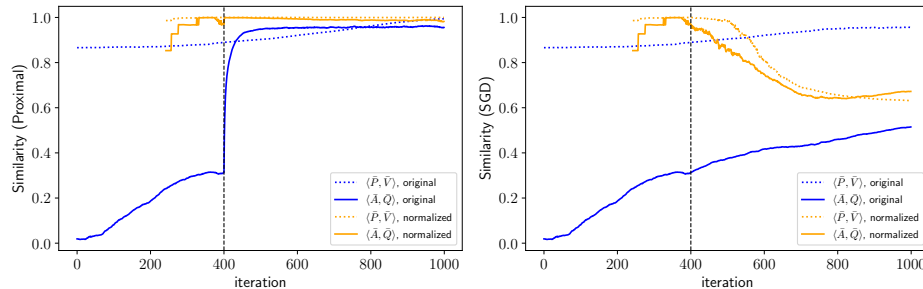 Similarity (Proximal)
1.0
0.8
0.6
0.4
0.2
0.0
0
200
400
600
800
1000
iteration
⟨P̄, V̄⟩, original
⟨Ā, Q̄⟩, original
⟨P̄, V̄⟩, normalized
⟨Ā, Q̄⟩, normalized
Similarity (SGD)
1.0
0.8
0.6
0.4
0.2
0.0
0
200
400
600
800
1000
iteration
⟨P̄, V̄⟩, original
⟨Ā, Q̄⟩, original
⟨P̄, V̄⟩, normalized
⟨Ā, Q̄⟩, normalized